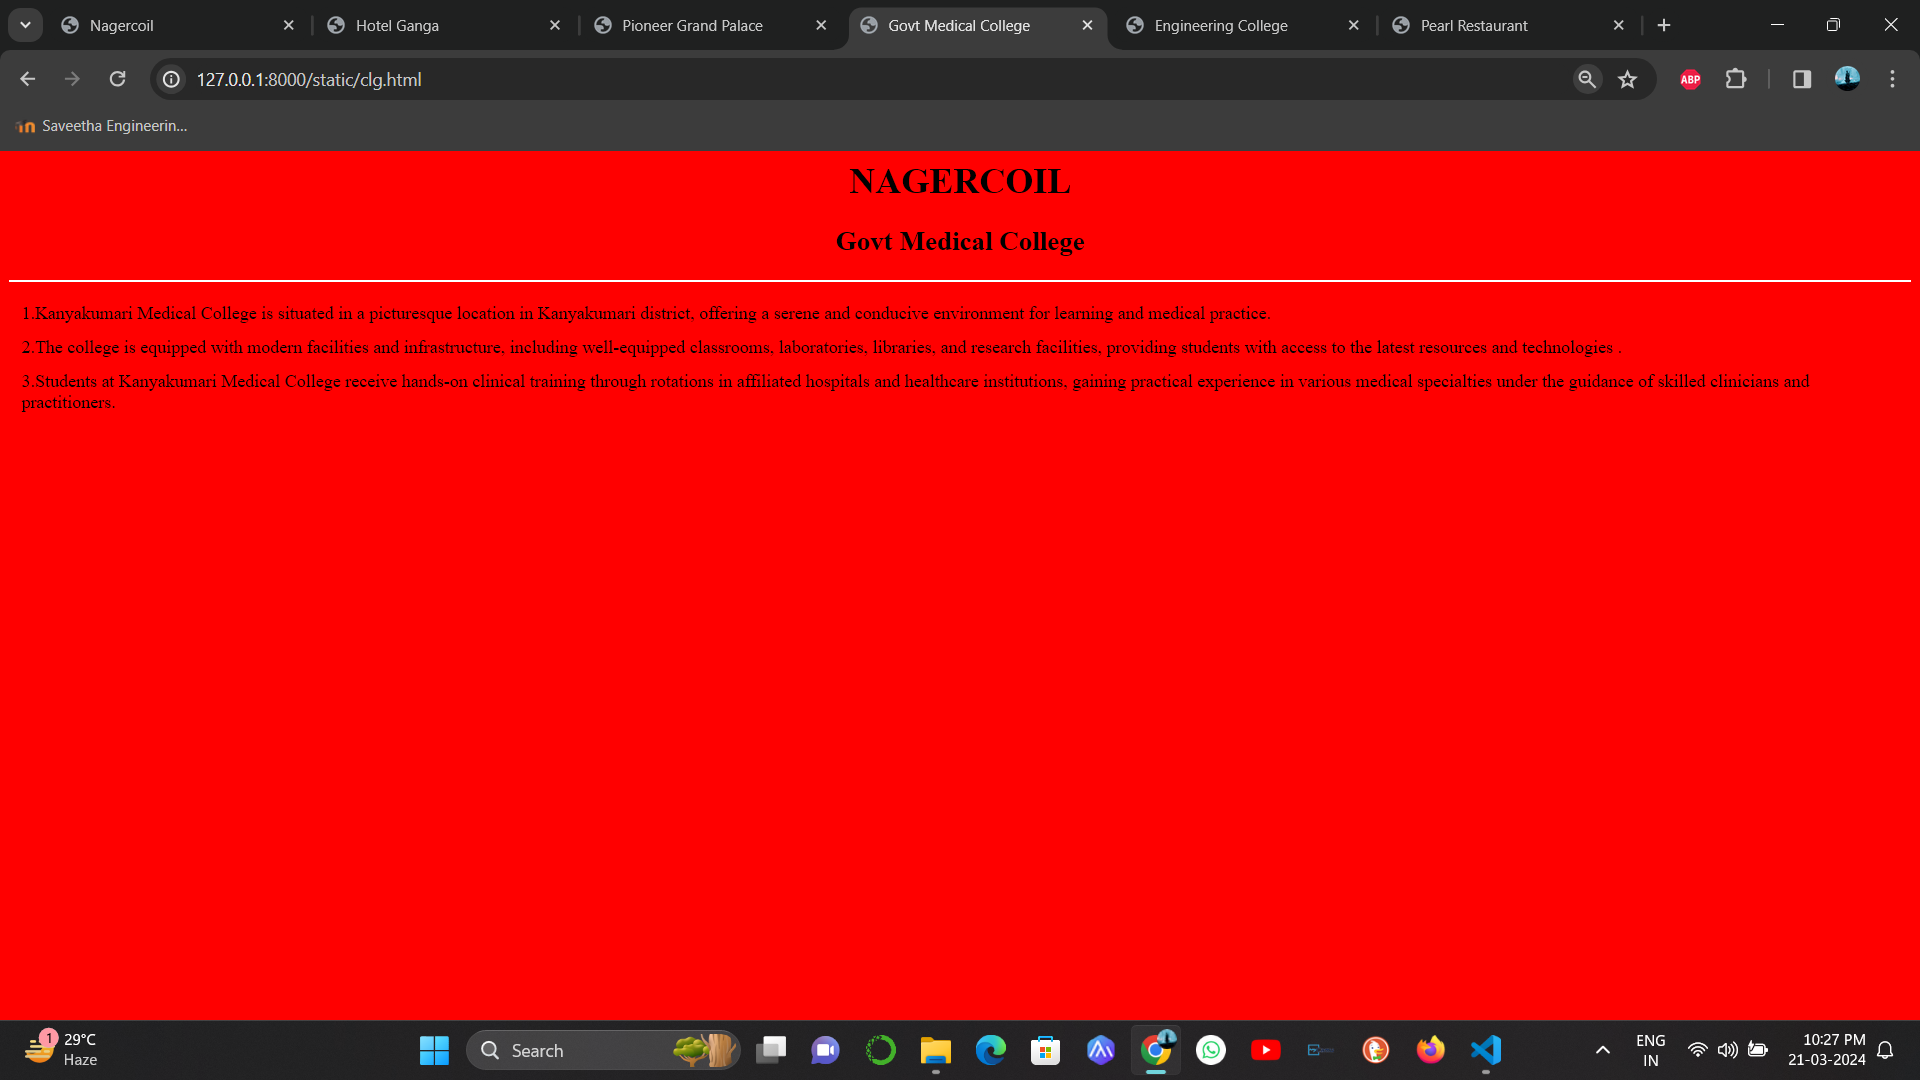 Nagercoil
Hotel Ganga
Pioneer Grand Palace
Govt Medical College
Engineering College
Pearl Restaurant
127.0.0.1:8000/static/clg.html
ABP
Saveetha Engineerin...
NAGERCOIL
Govt Medical College
1.Kanyakumari Medical College is situated in a picturesque location in Kanyakumari district, offering a serene and conducive environment for learning and medical practice.
2.The college is equipped with modern facilities and infrastructure, including well-equipped classrooms, laboratories, libraries, and research facilities, providing students with access to the latest resources and technologies .
3.Students at Kanyakumari Medical College receive hands-on clinical training through rotations in affiliated hospitals and healthcare institutions, gaining practical experience in various medical specialties under the guidance of skilled clinicians and
practitioners.
1
29°C
Haze
Search
ENG
IN
10:27 PM
21-03-2024